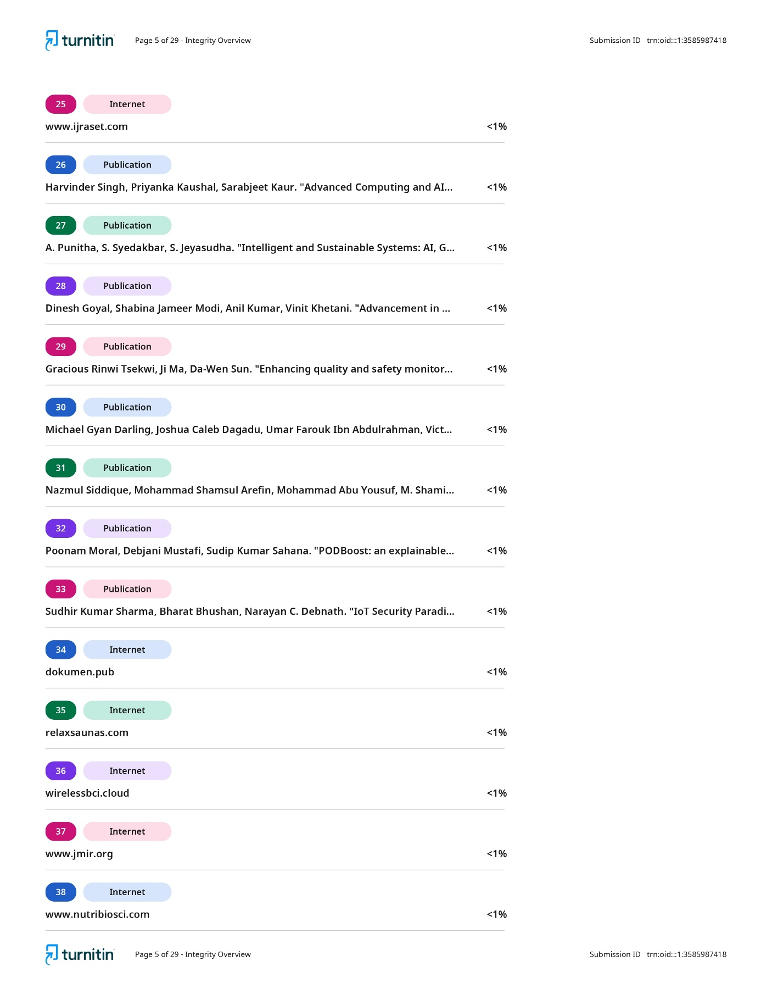 turnitin Page 5 of 29 - Integrity Overview Submission ID trn:oid:::1:3585987418
25 Internet
www.ijraset.com <1%
26 Publication
Harvinder Singh, Priyanka Kaushal, Sarabjeet Kaur. "Advanced Computing and AI... <1%
27 Publication
A. Punitha, S. Syedakbar, S. Jeyasudha. "Intelligent and Sustainable Systems: AI, G... <1%
28 Publication
Dinesh Goyal, Shabina Jameer Modi, Anil Kumar, Vinit Khetani. "Advancement in ... <1%
29 Publication
Gracious Rinwi Tsekwi, Ji Ma, Da-Wen Sun. "Enhancing quality and safety monitor... <1%
30 Publication
Michael Gyan Darling, Joshua Caleb Dagadu, Umar Farouk Ibn Abdulrahman, Vict... <1%
31 Publication
Nazmul Siddique, Mohammad Shamsul Arefin, Mohammad Abu Yousuf, M. Shami... <1%
32 Publication
Poonam Moral, Debjani Mustafi, Sudip Kumar Sahana. "PODBoost: an explainable... <1%
33 Publication
Sudhir Kumar Sharma, Bharat Bhushan, Narayan C. Debnath. "IoT Security Paradi... <1%
34 Internet
dokumen.pub <1%
35 Internet
relaxsaunas.com <1%
36 Internet
wirelessbci.cloud <1%
37 Internet
www.jmir.org <1%
38 Internet
www.nutribiosci.com <1%
turnitin Page 5 of 29 - Integrity Overview Submission ID trn:oid:::1:3585987418